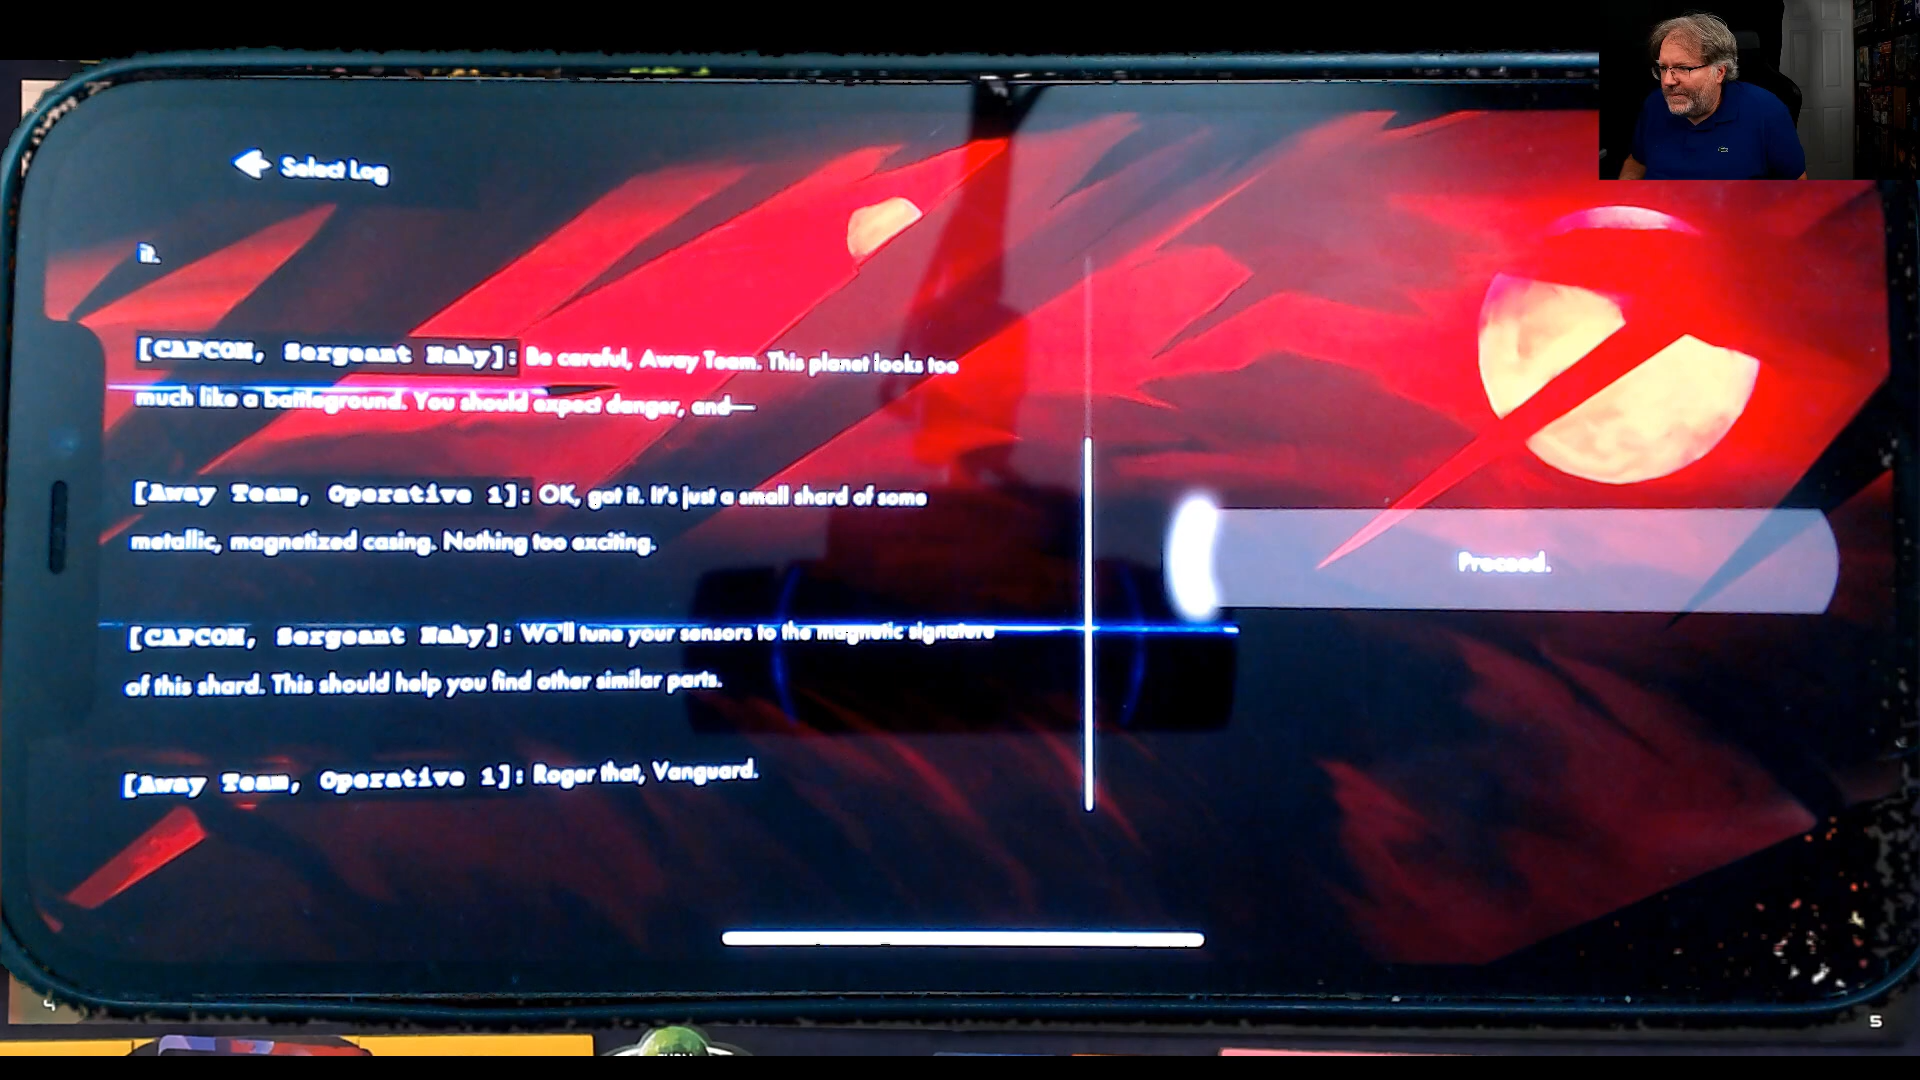 Select Log
it.
[CAPCOM, Sergeant Nahy]: Be careful, Away Team. This planet looks too
much like a battleground. You should expect danger, and—
[Away Team, Operative 1]: OK, got it. It's just a small shard of some
metallic, magnetized casing. Nothing too exciting.
[CAPCOM, Sergeant Nahy]: We'll tune your sensors to the magnetic signature
of this shard. This should help you find other similar parts.
[Away Team, Operative 1]: Roger that, Vanguard.
Proceed.
4
5